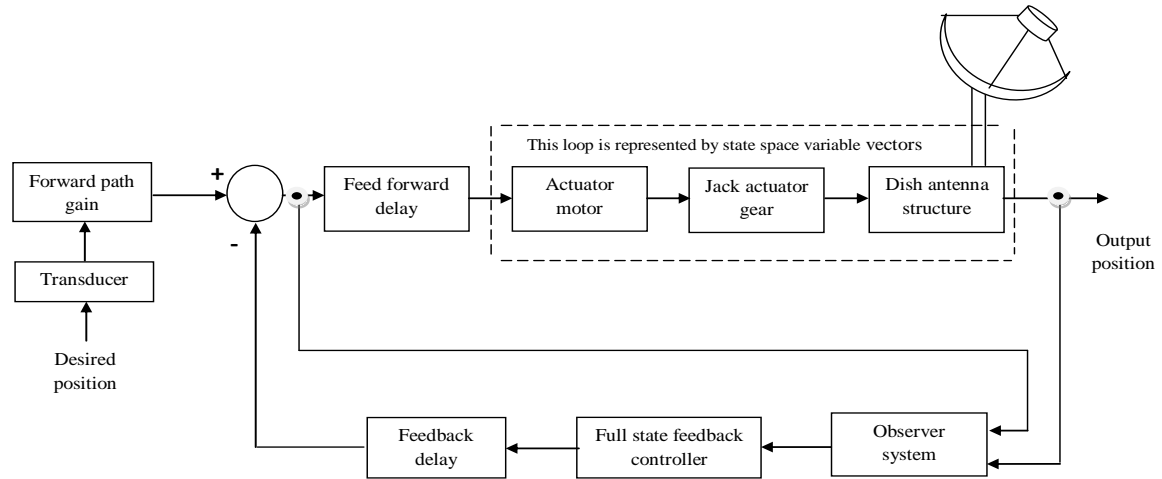 This loop is represented by state space variable vectors
+
Forward path
gain
Feed forward
delay
Actuator
motor
Jack actuator
gear
Dish antenna
structure
-
Output
position
Transducer
Desired
position
Feedback
delay
Full state feedback
controller
Observer
system